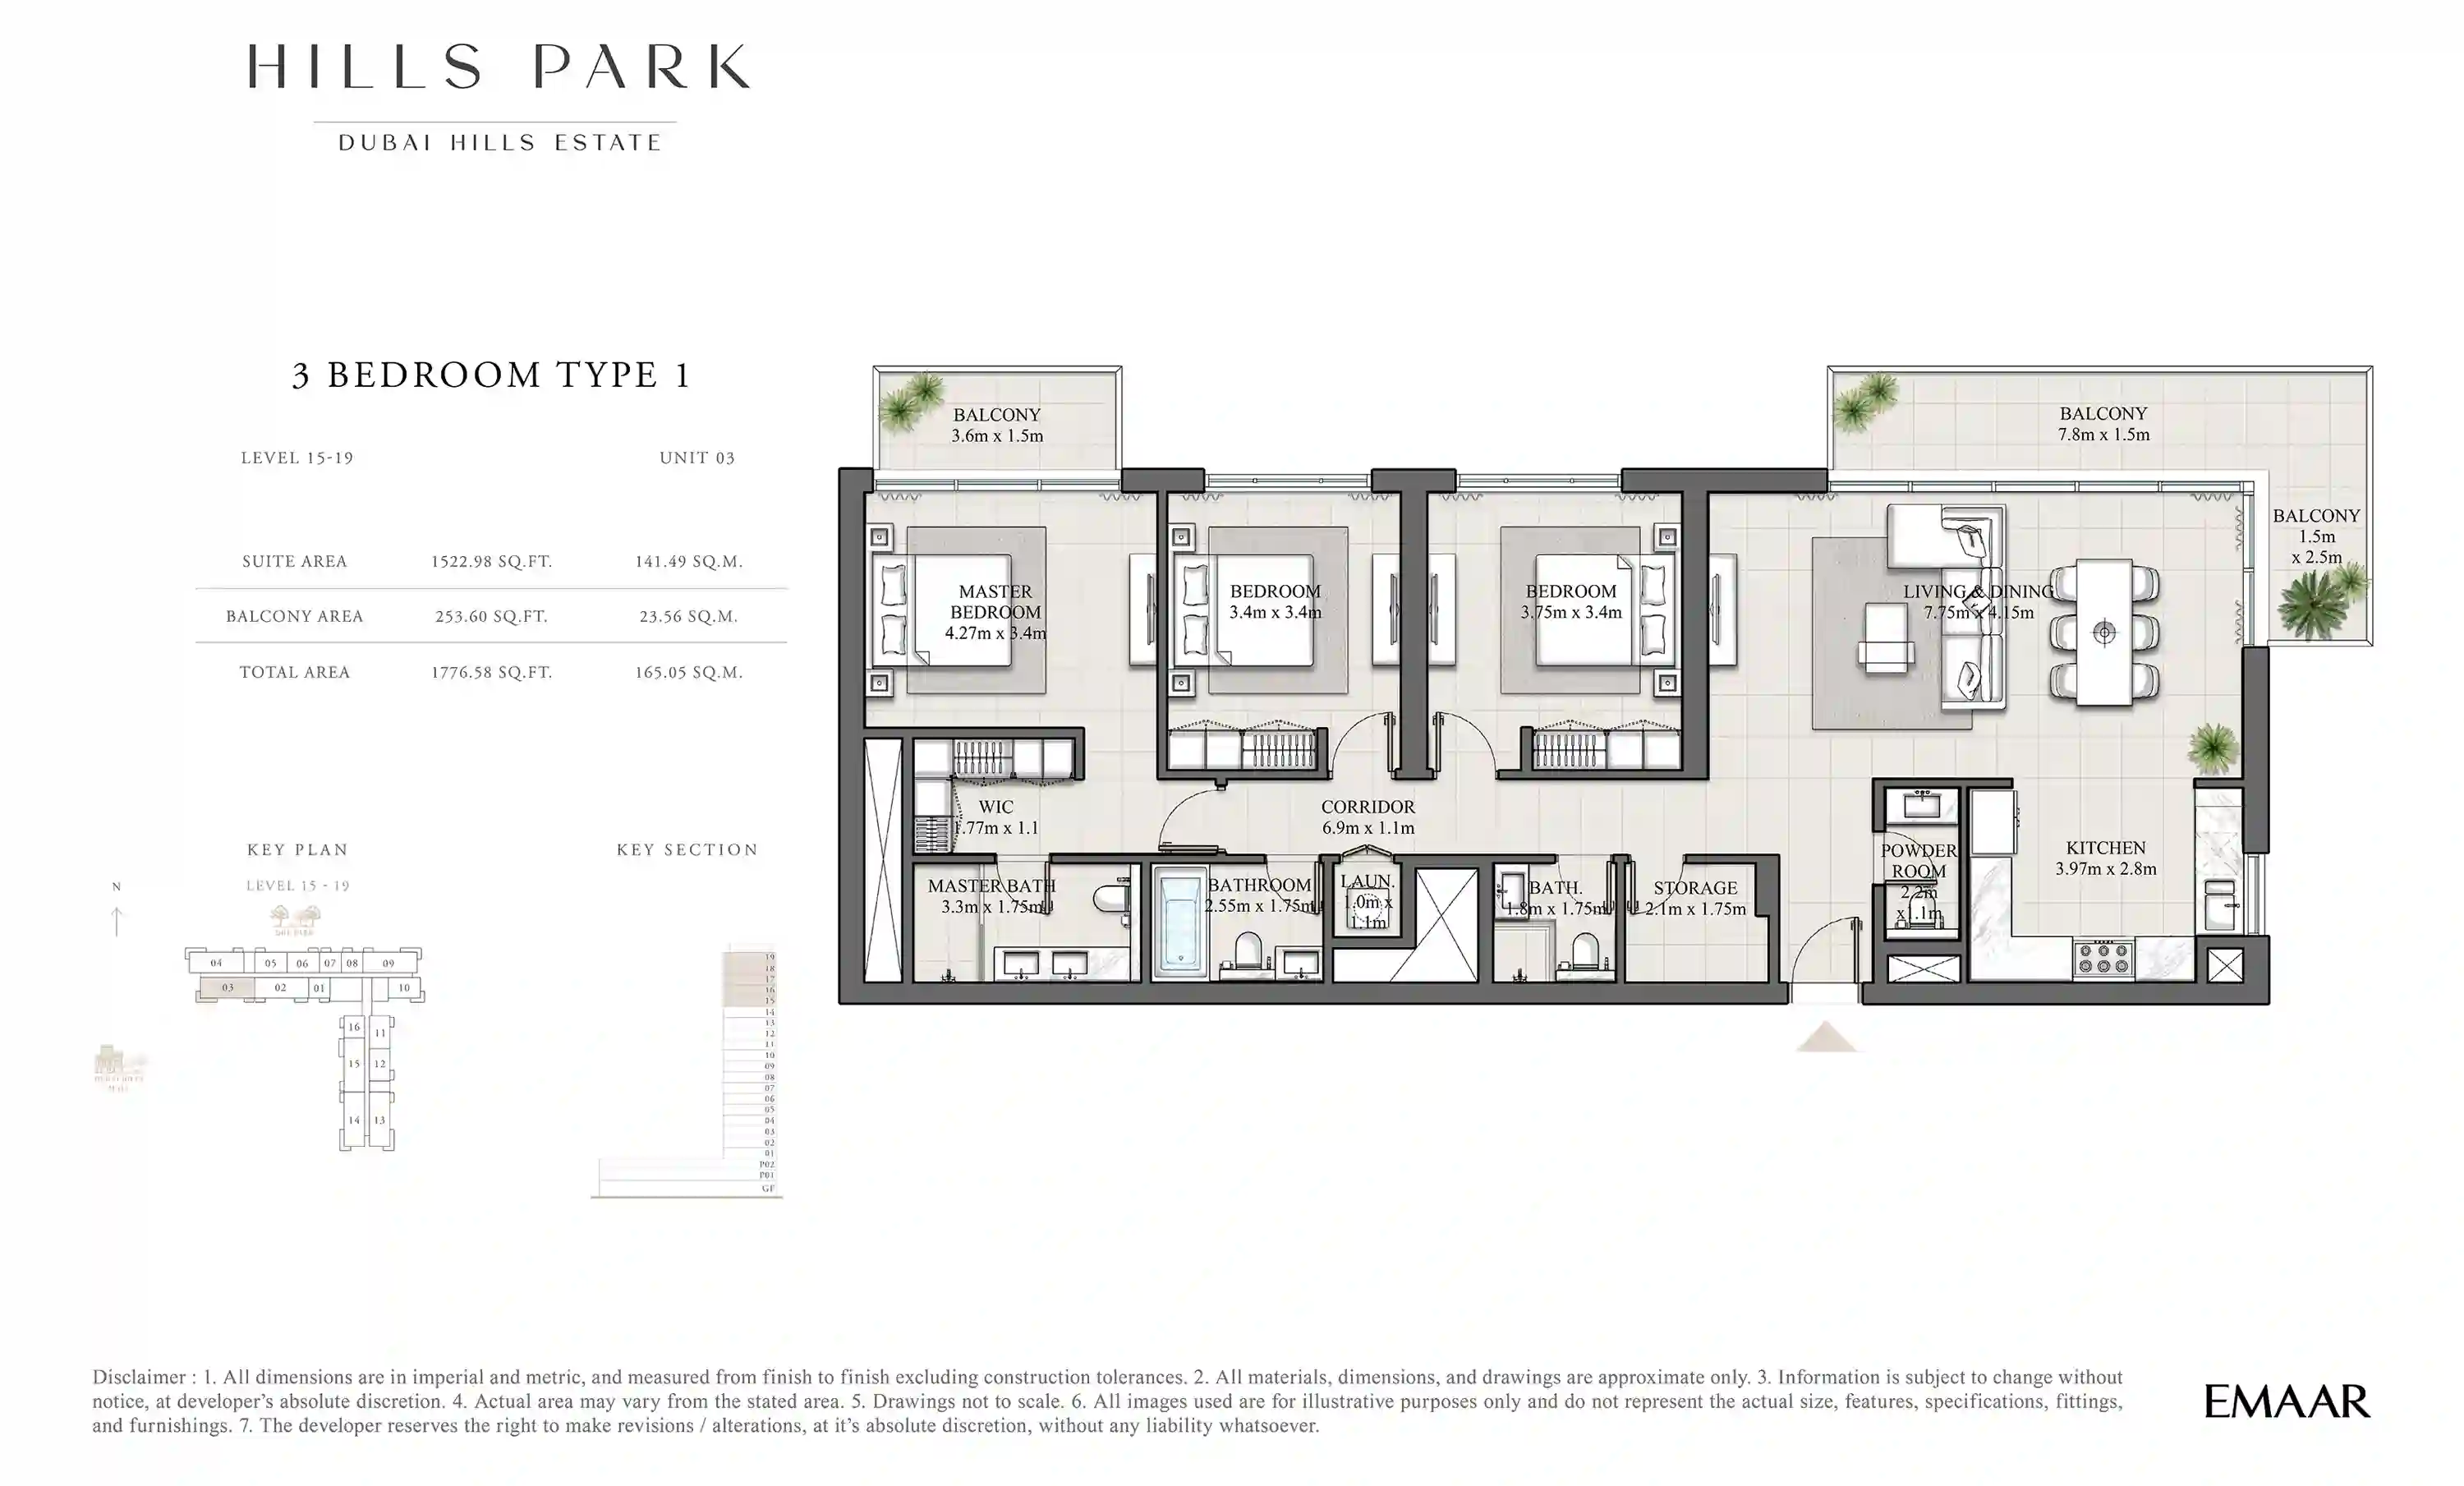 HILLS PARK
DUBAI HILLS ESTATE
3 BEDROOM TYPE 1
LEVEL 15-19 UNIT 03
SUITE AREA 1522.98 SQ.FT. 141.49 SQ.M.
BALCONY AREA 253.60 SQ.FT. 23.56 SQ.M.
TOTAL AREA 1776.58 SQ.FT. 165.05 SQ.M.
KEY PLAN
LEVEL 15 - 19
N
04 05 06 07 08 09
03 02 01 10
16 11
15 12
14 13
KEY SECTION
19
18
17
16
15
14
13
12
11
10
09
08
07
06
05
04
03
02
01
P02
P01
GF
BALCONY
3.6m x 1.5m
BALCONY
7.8m x 1.5m
BALCONY
1.5m
x 2.5m
MASTER
BEDROOM
4.27m x 3.4m
BEDROOM
3.4m x 3.4m
BEDROOM
3.75m x 3.4m
LIVING & DINING
7.75m x 4.15m
WIC
1.77m x 1.1
CORRIDOR
6.9m x 1.1m
POWDER
ROOM
2.2m
x1.1m
KITCHEN
3.97m x 2.8m
MASTER BATH
3.3m x 1.75m
BATHROOM
2.55m x 1.75m
LAUN.
1.0m x
1.1m
BATH.
1.8m x 1.75m
STORAGE
2.1m x 1.75m
Disclaimer : 1. All dimensions are in imperial and metric, and measured from finish to finish excluding construction tolerances. 2. All materials, dimensions, and drawings are approximate only. 3. Information is subject to change without
notice, at developer's absolute discretion. 4. Actual area may vary from the stated area. 5. Drawings not to scale. 6. All images used are for illustrative purposes only and do not represent the actual size, features, specifications, fittings,
and furnishings. 7. The developer reserves the right to make revisions / alterations, at it's absolute discretion, without any liability whatsoever.
EMAAR